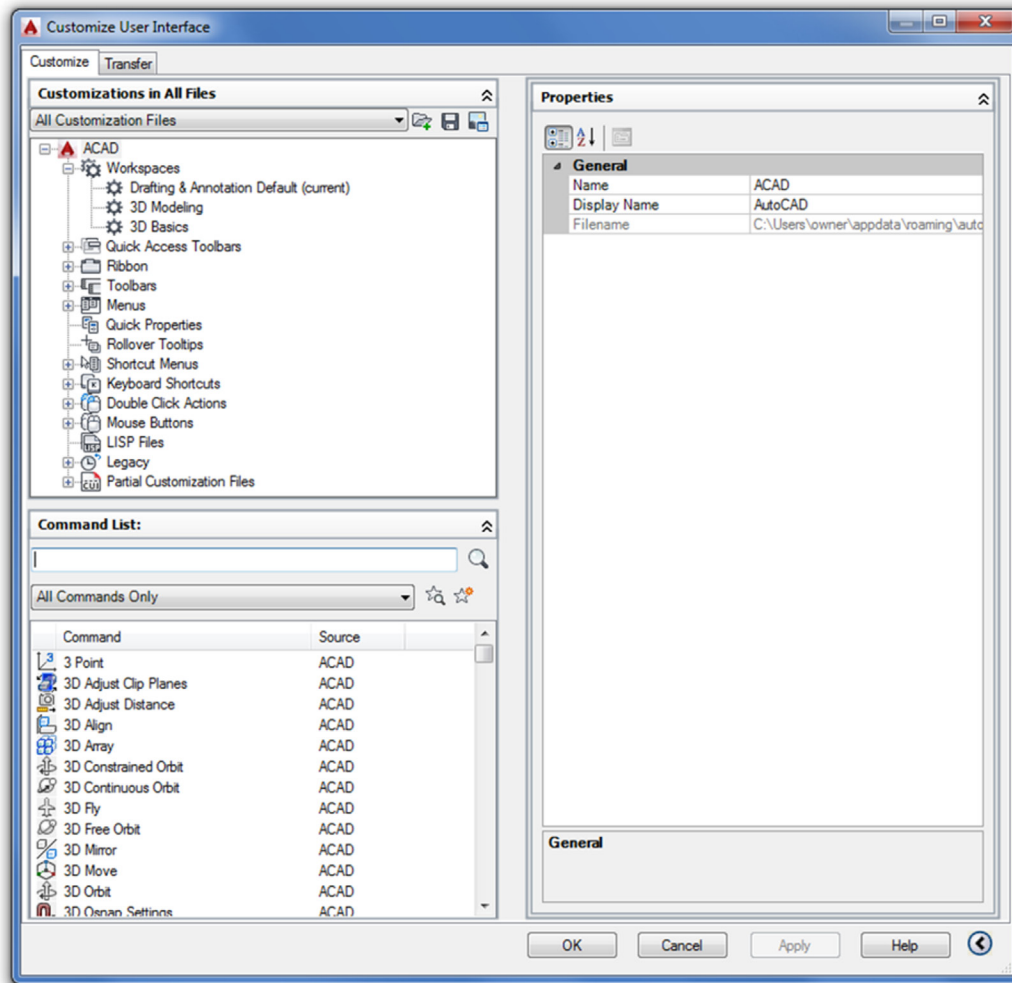 Customize User Interface
Customize Transfer
Customizations in All Files
All Customization Files
ACAD
Workspaces
Drafting & Annotation Default (current)
3D Modeling
3D Basics
Quick Access Toolbars
Ribbon
Toolbars
Menus
Quick Properties
Rollover Tooltips
Shortcut Menus
Keyboard Shortcuts
Double Click Actions
Mouse Buttons
LISP Files
Legacy
Partial Customization Files
Command List:
All Commands Only
Command Source
3 Point ACAD
3D Adjust Clip Planes ACAD
3D Adjust Distance ACAD
3D Align ACAD
3D Array ACAD
3D Constrained Orbit ACAD
3D Continuous Orbit ACAD
3D Fly ACAD
3D Free Orbit ACAD
3D Mirror ACAD
3D Move ACAD
3D Orbit ACAD
3D Osnap Settings ACAD
Properties
General
Name ACAD
Display Name AutoCAD
Filename C:\Users\owner\appdata\roaming\auto
General
OK Cancel Apply Help